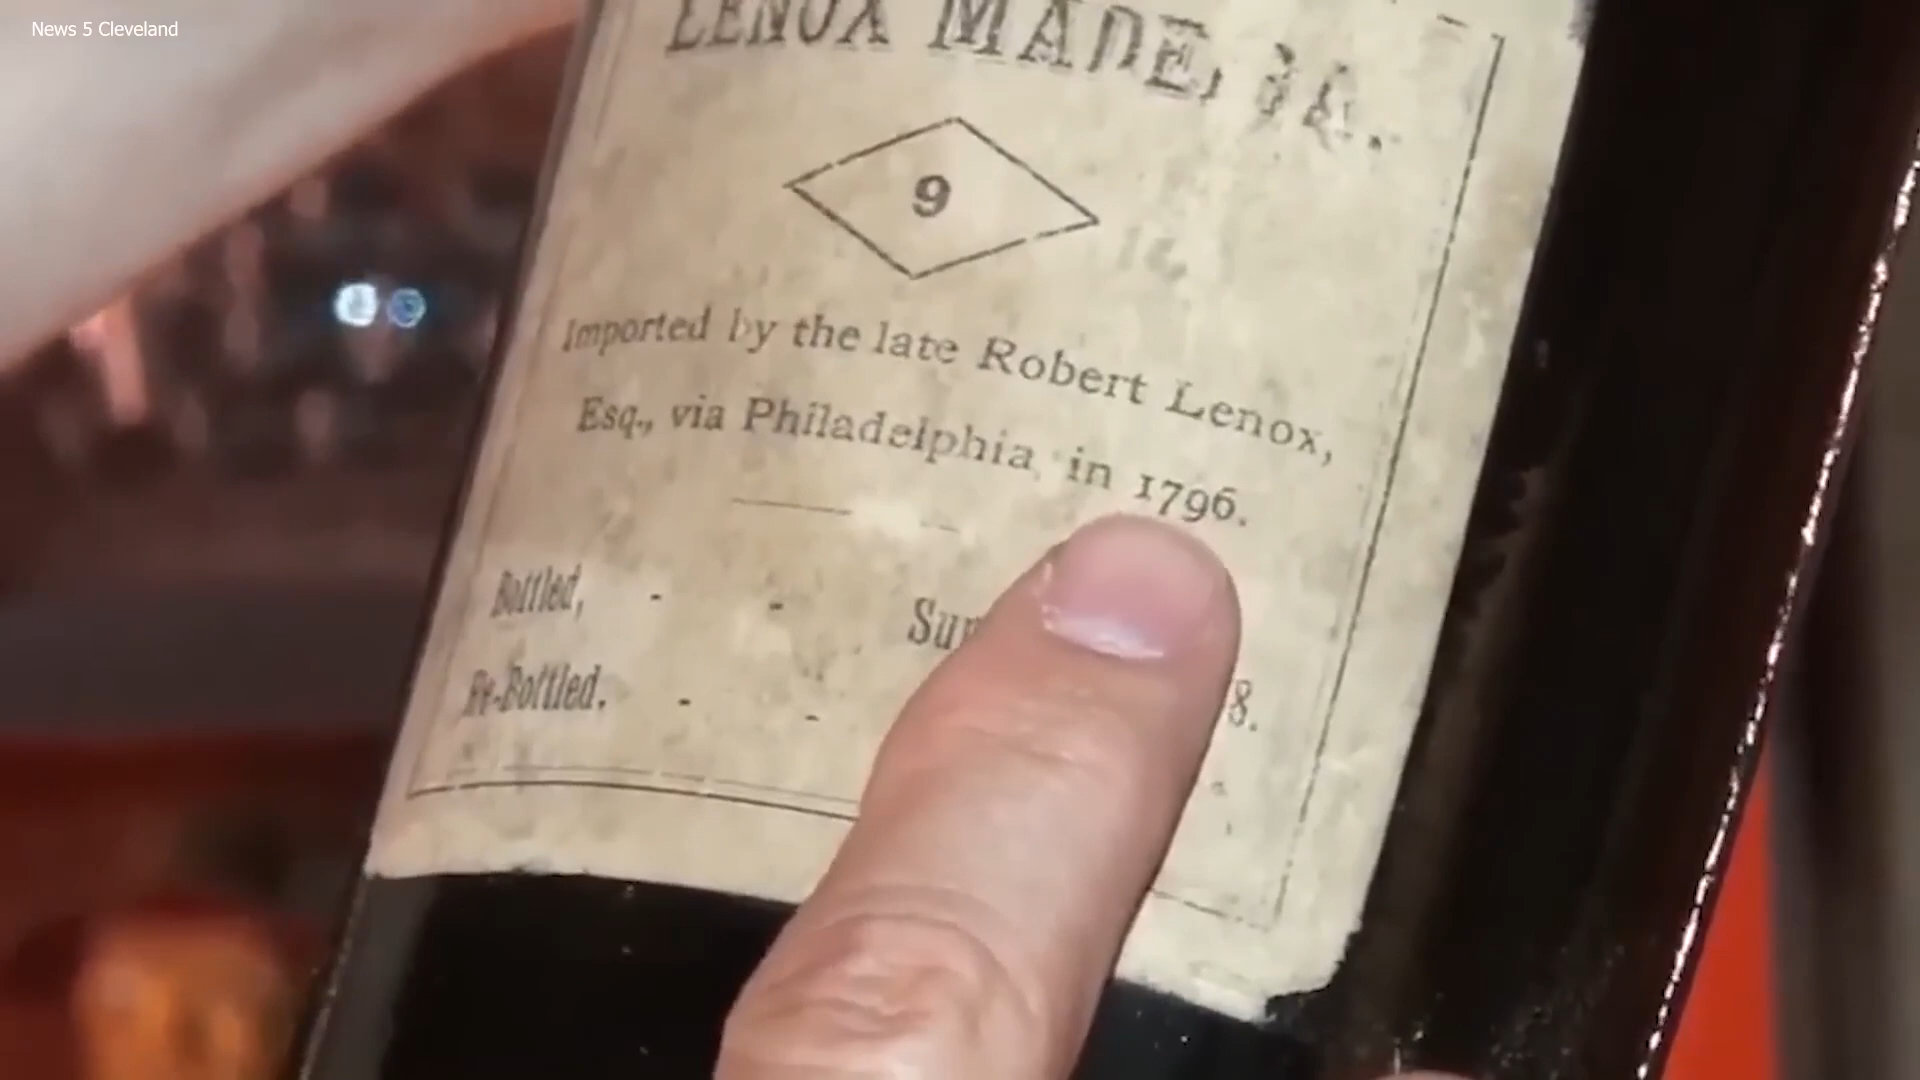 News 5 Cleveland
LENOX MADE
9
Imported by the late Robert Lenox,
Esq., via Philadelphia, in 1796.
Bottled, - -
Re-Bottled. - - 8.